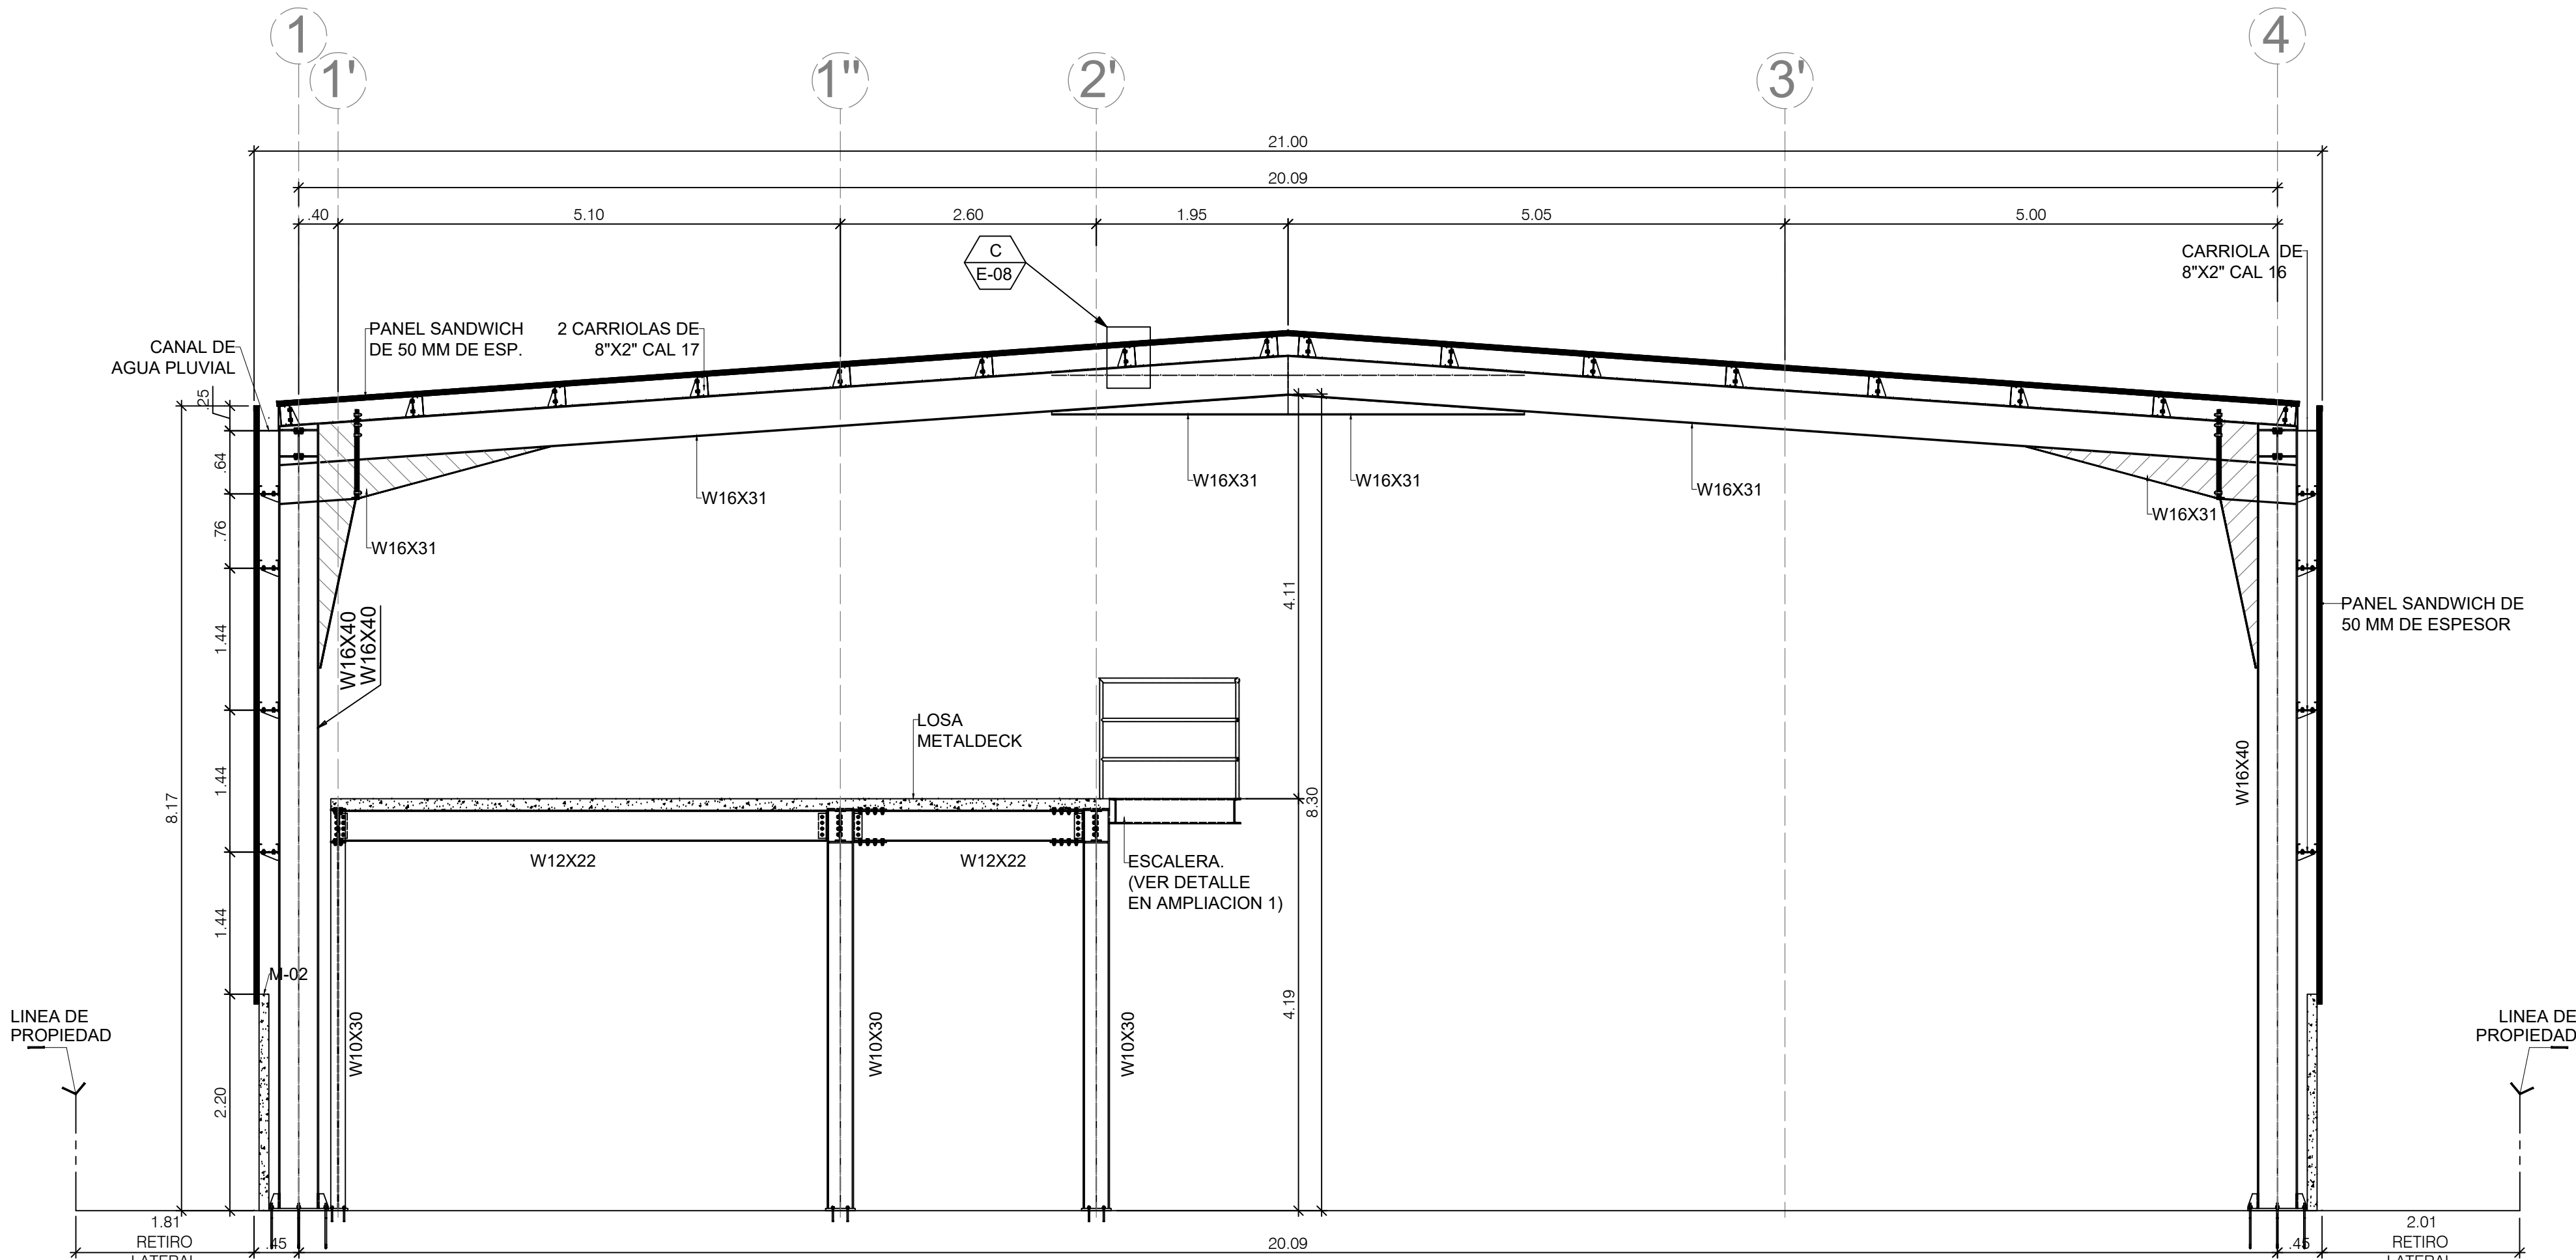 1
1'
1"
2'
3'
4
21.00
20.09
.40
5.10
2.60
1.95
5.05
5.00
C
E-08
CARRIOLA DE
8"X2" CAL 16
CANAL DE
AGUA PLUVIAL
PANEL SANDWICH
DE 50 MM DE ESP.
2 CARRIOLAS DE
8"X2" CAL 17
.25
.64
.76
1.44
1.44
1.44
2.20
8.17
W16X31
W16X31
W16X31
W16X31
W16X31
W16X31
W16X40
W16X40
4.11
8.30
4.19
PANEL SANDWICH DE
50 MM DE ESPESOR
W16X40
LOSA
METALDECK
W12X22
W12X22
ESCALERA.
(VER DETALLE
EN AMPLIACION 1)
M-02
W10X30
W10X30
W10X30
LINEA DE
PROPIEDAD
LINEA DE
PROPIEDAD
1.81
RETIRO
LATERAL
.45
20.09
.45
2.01
RETIRO
LATERAL